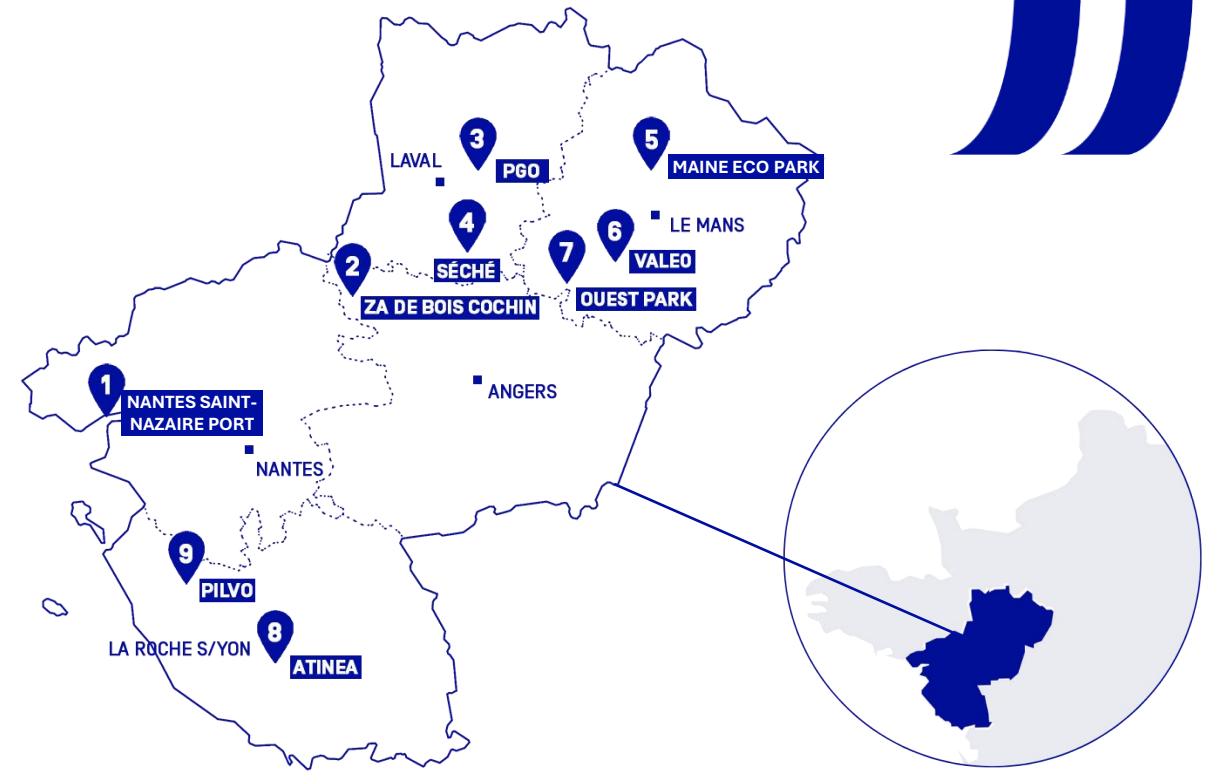 3
LAVAL
PGO
5
MAINE ECO PARK
4
SÉCHÉ
6
LE MANS
VALEO
7
OUEST PARK
2
ZA DE BOIS COCHIN
1
NANTES SAINT-
NAZAIRE PORT
ANGERS
NANTES
9
PILVO
8
LA ROCHE S/YON
ATINEA